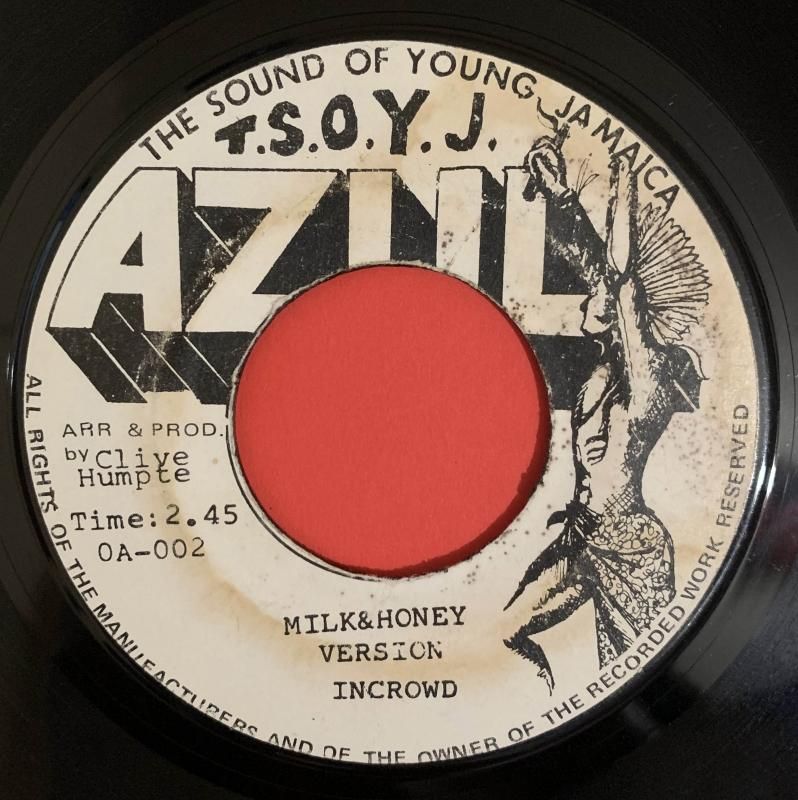 THE SOUND OF YOUNG JAMAICA
T.S.O.Y.J.
AZUL
ARR & PROD.
by Clive
Humpte
Time:2.45
OA-002
MILK&HONEY
VERSION
INCROWD
ALL RIGHTS OF THE MANUFACTURERS AND OF THE OWNER OF THE RECORDED WORK RESERVED